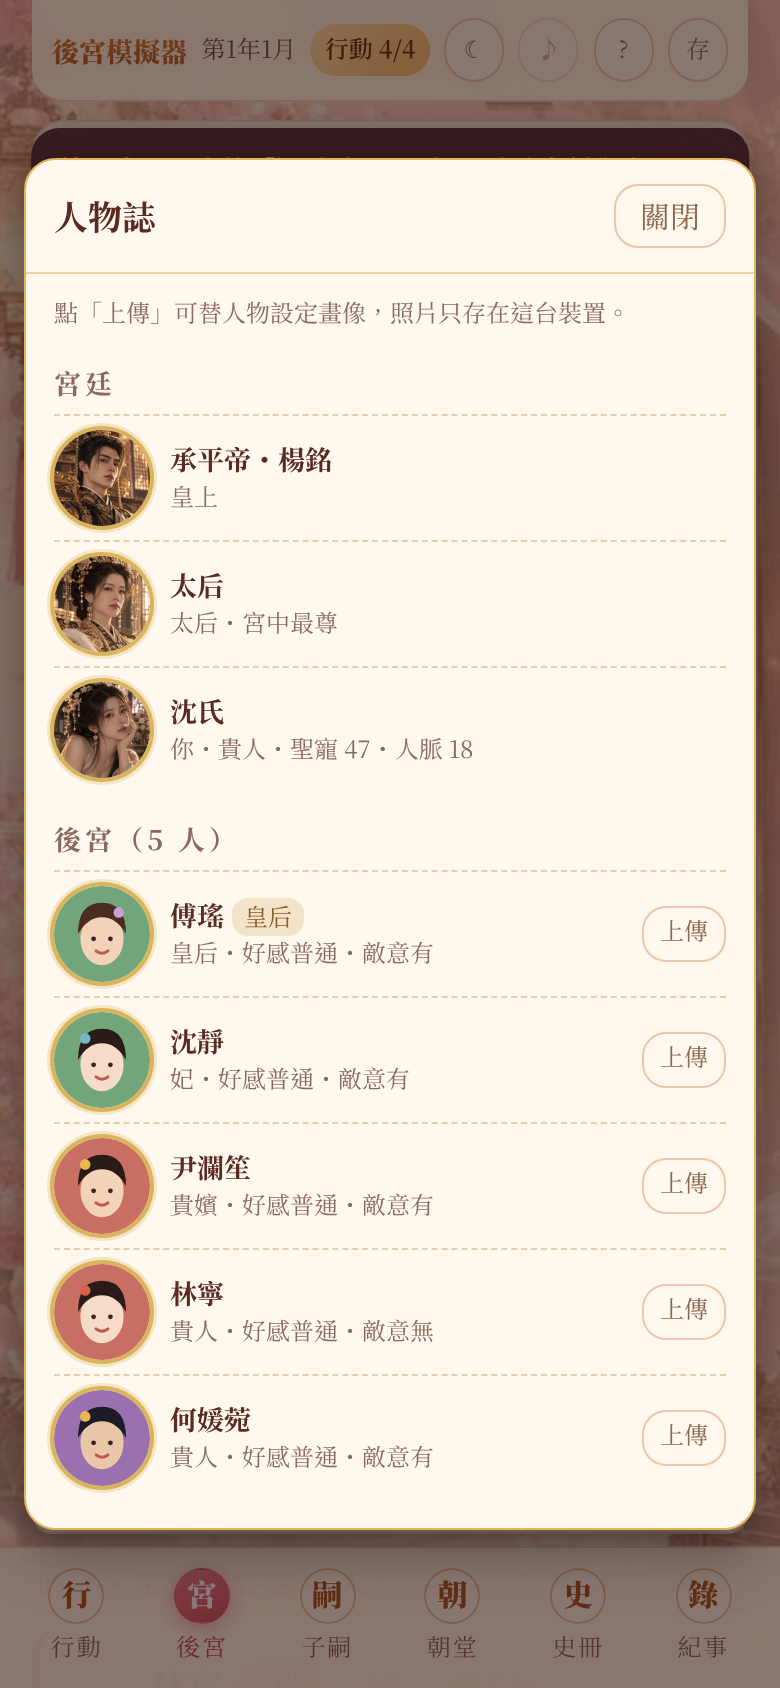 後宮模擬器 第1年1月 行動 4/4 ☾ ♪ ? 存
人物誌 關閉
點「上傳」可替人物設定畫像，照片只存在這台裝置。
宮廷
承平帝・楊銘
皇上
太后
太后・宮中最尊
沈氏
你・貴人・聖寵 47・人脈 18
後宮（5 人）
傅瑤 皇后
皇后・好感普通・敵意有
上傳
沈靜
妃・好感普通・敵意有
上傳
尹瀾笙
貴嬪・好感普通・敵意有
上傳
林寧
貴人・好感普通・敵意無
上傳
何媛菀
貴人・好感普通・敵意有
上傳
行 宮 嗣 朝 史 錄
行動 後宮 子嗣 朝堂 史冊 紀事